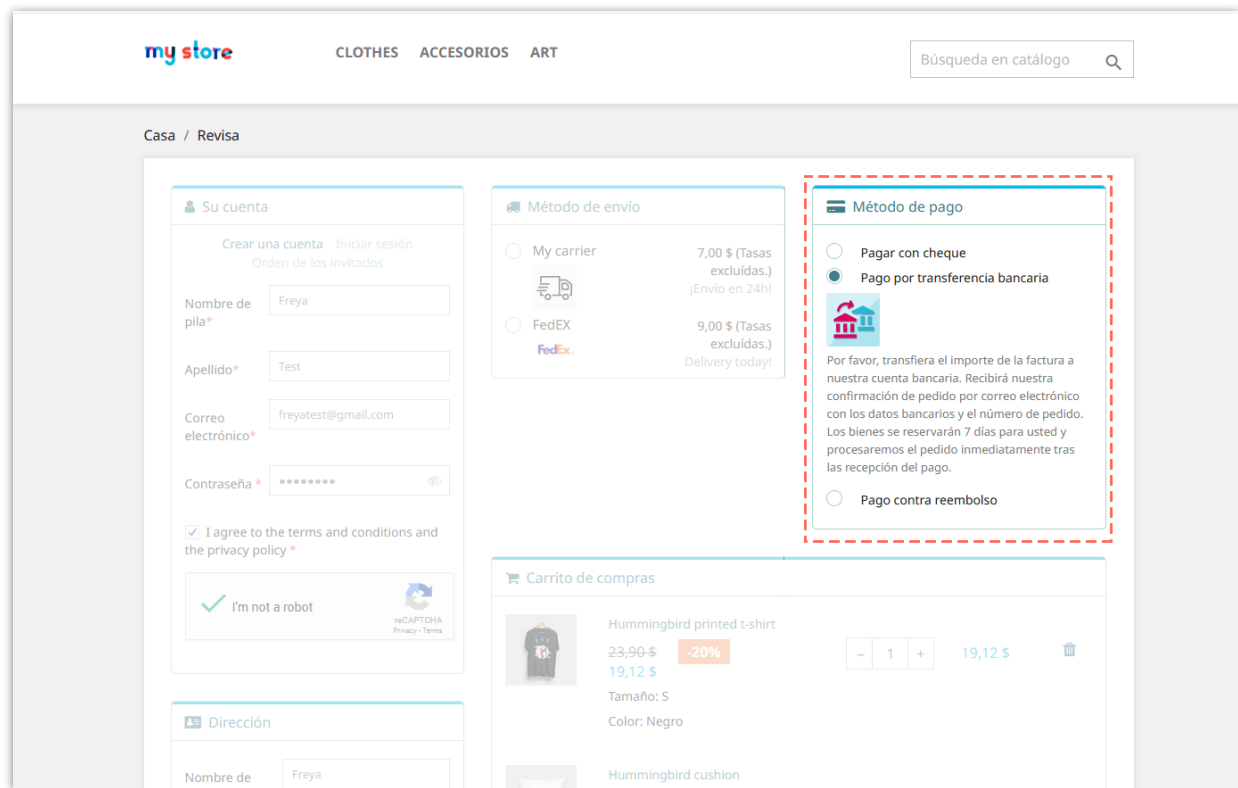 my store
CLOTHES ACCESORIOS ART
Búsqueda en catálogo
Casa / Revisa
Su cuenta
Crear una cuenta Iniciar sesión
Orden de los invitados
Nombre de
pila*
Freya
Apellido*
Test
Correo
electrónico*
freyatest@gmail.com
Contraseña *
I agree to the terms and conditions and
the privacy policy *
I'm not a robot
reCAPTCHA
Privacy - Terms
Dirección
Nombre de
Freya
Método de envío
My carrier
7,00 $ (Tasas
excluídas.)
¡Envío en 24h!
FedEX
FedEx
9,00 $ (Tasas
excluídas.)
Delivery today!
Método de pago
Pagar con cheque
Pago por transferencia bancaria
Por favor, transfiera el importe de la factura a
nuestra cuenta bancaria. Recibirá nuestra
confirmación de pedido por correo electrónico
con los datos bancarios y el número de pedido.
Los bienes se reservarán 7 días para usted y
procesaremos el pedido inmediatamente tras
las recepción del pago.
Pago contra reembolso
Carrito de compras
Hummingbird printed t-shirt
23,90 $ -20%
19,12 $
Tamaño: S
Color: Negro
– 1 +
19,12 $
Hummingbird cushion